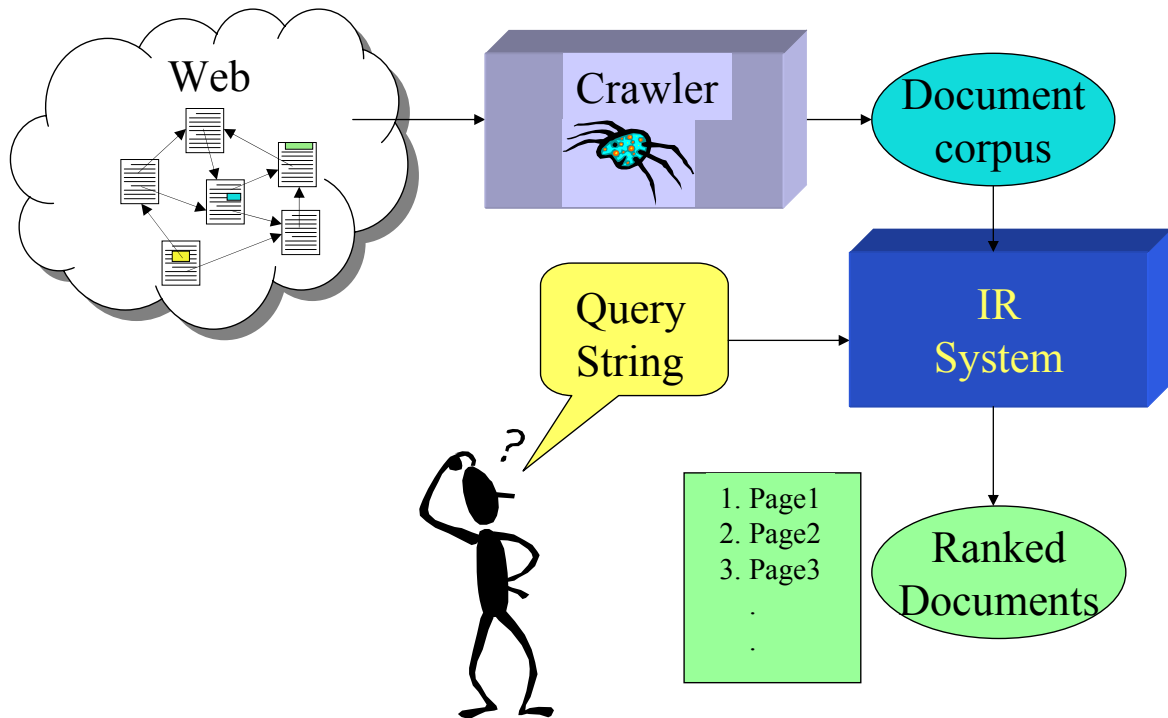 Web
Crawler
Document
corpus
Query
String
IR
System
?
1. Page1
2. Page2
3. Page3
.
.
Ranked
Documents